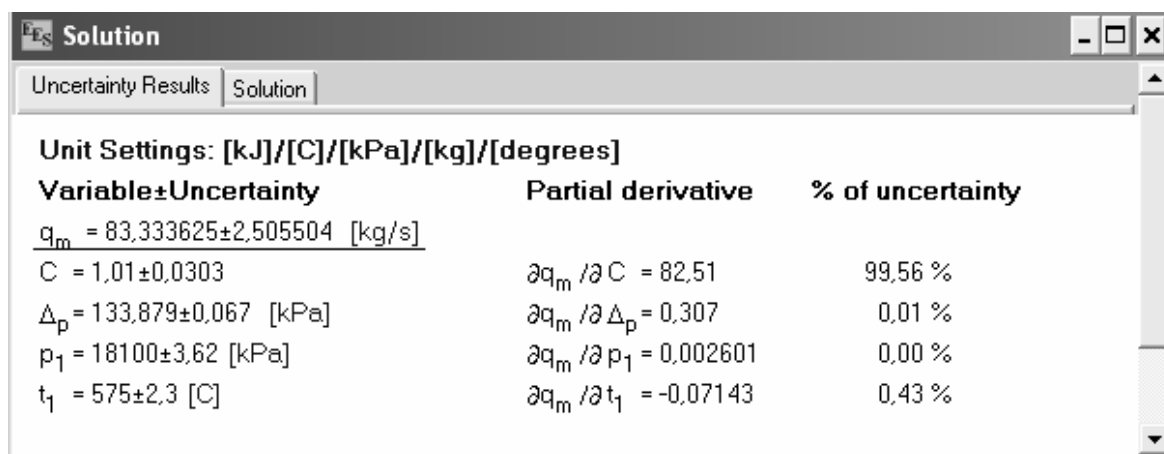 EES Solution
Uncertainty Results Solution
Unit Settings: [kJ]/[C]/[kPa]/[kg]/[degrees]
Variable±Uncertainty Partial derivative % of uncertainty
qm = 83,333625±2,505504 [kg/s]
C = 1,01±0,0303 ∂qm /∂C = 82,51 99,56 %
Δp = 133,879±0,067 [kPa] ∂qm /∂Δp = 0,307 0,01 %
p1 = 18100±3,62 [kPa] ∂qm /∂p1 = 0,002601 0,00 %
t1 = 575±2,3 [C] ∂qm /∂t1 = -0,07143 0,43 %